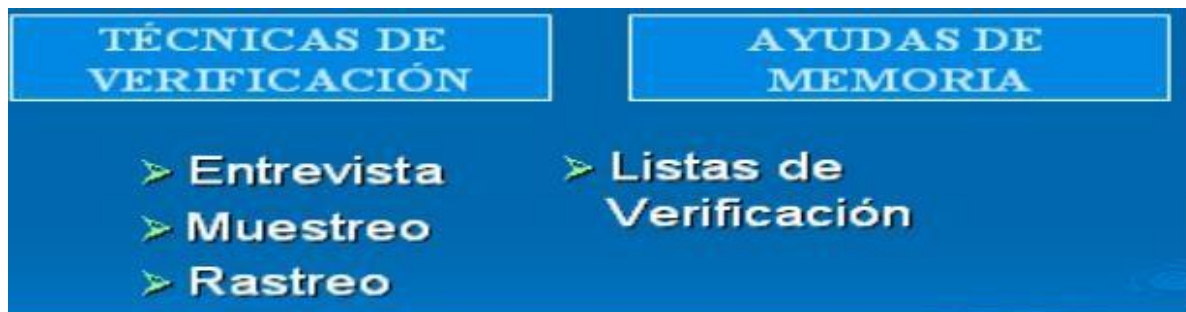 TÉCNICAS DE
VERIFICACIÓN
AYUDAS DE
MEMORIA
➢ Entrevista
➢ Muestreo
➢ Rastreo
➢ Listas de
Verificación